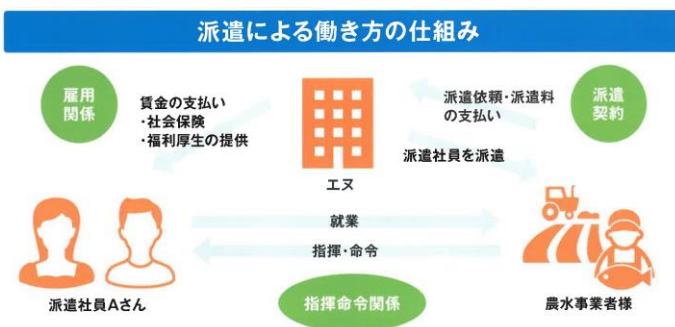 派遣による働き方の仕組み
雇用
関係
賃金の支払い
・社会保険
・福利厚生の提供
派遣依頼・派遣料
の支払い
派遣
契約
派遣社員を派遣
エヌ
就業
指揮・命令
派遣社員Aさん
指揮命令関係
農水事業者様